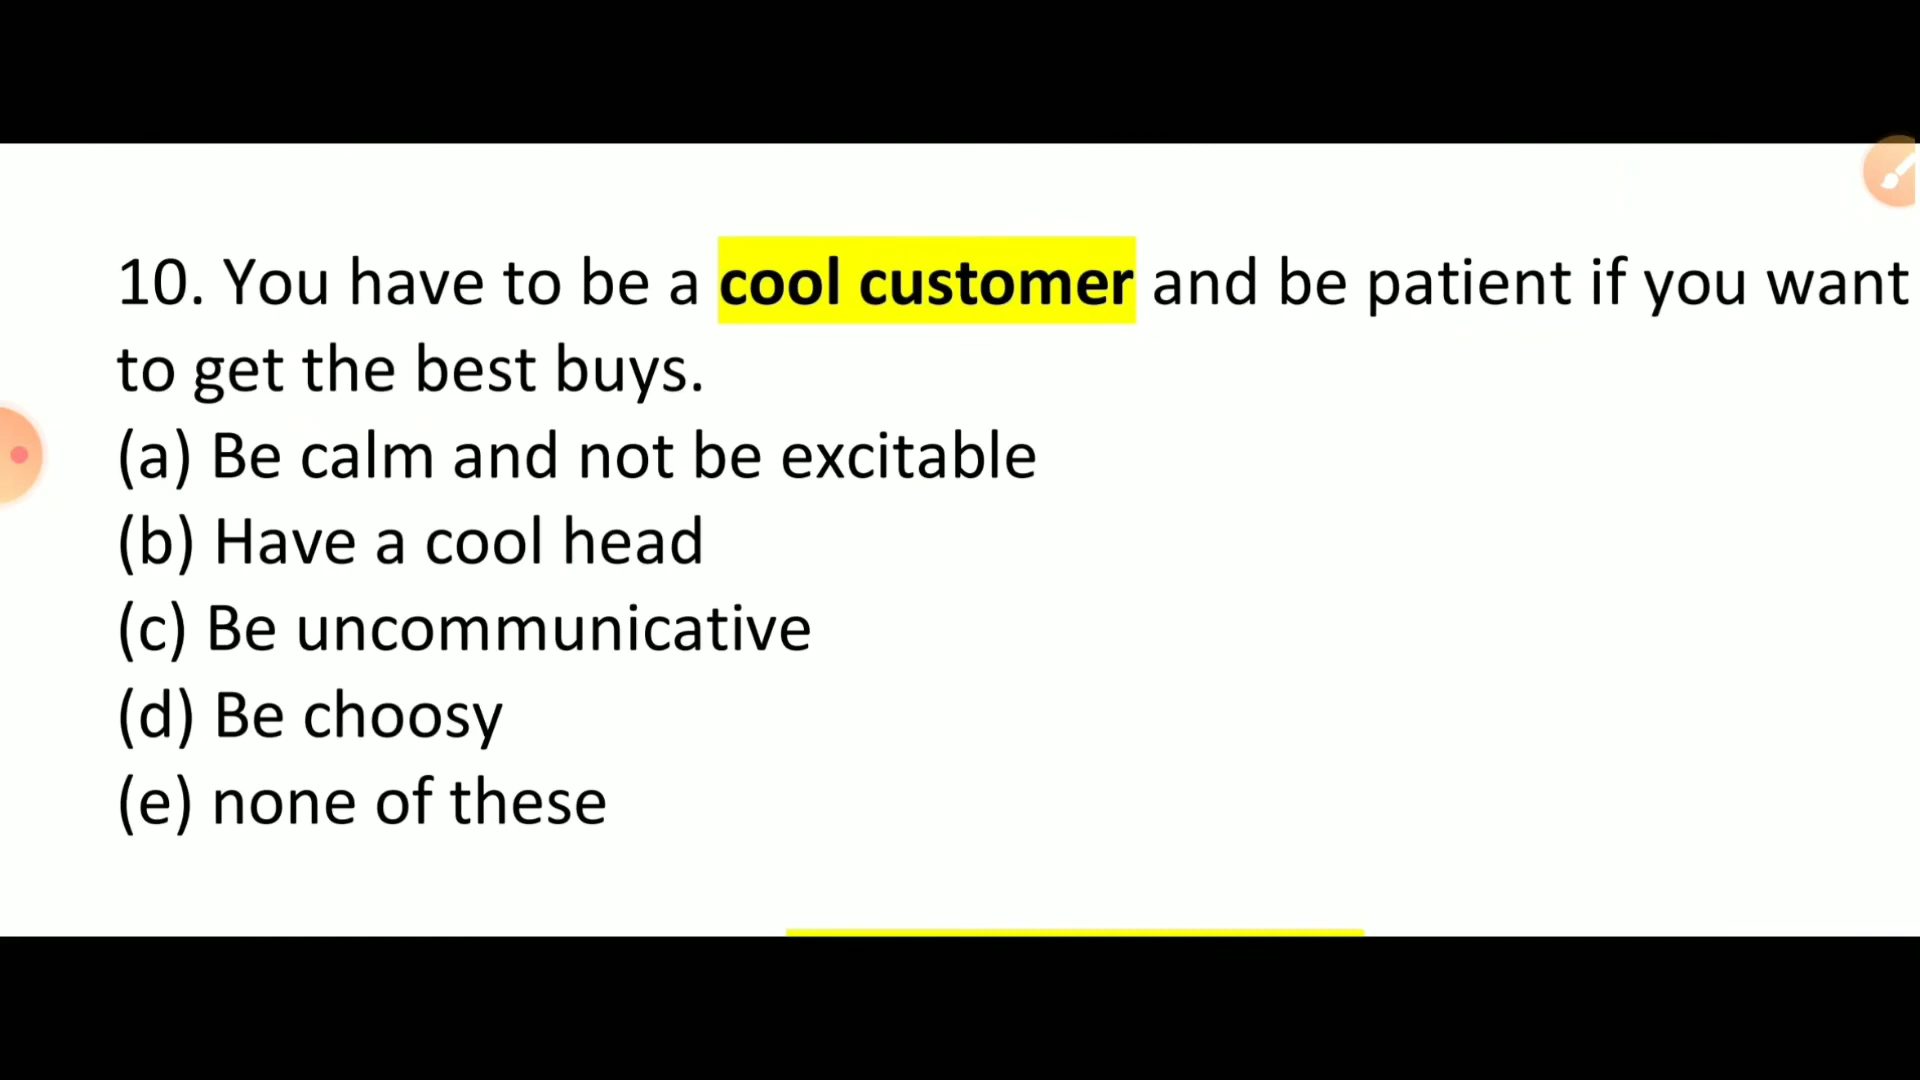 10. You have to be a cool customer and be patient if you want
to get the best buys.
(a) Be calm and not be excitable
(b) Have a cool head
(c) Be uncommunicative
(d) Be choosy
(e) none of these